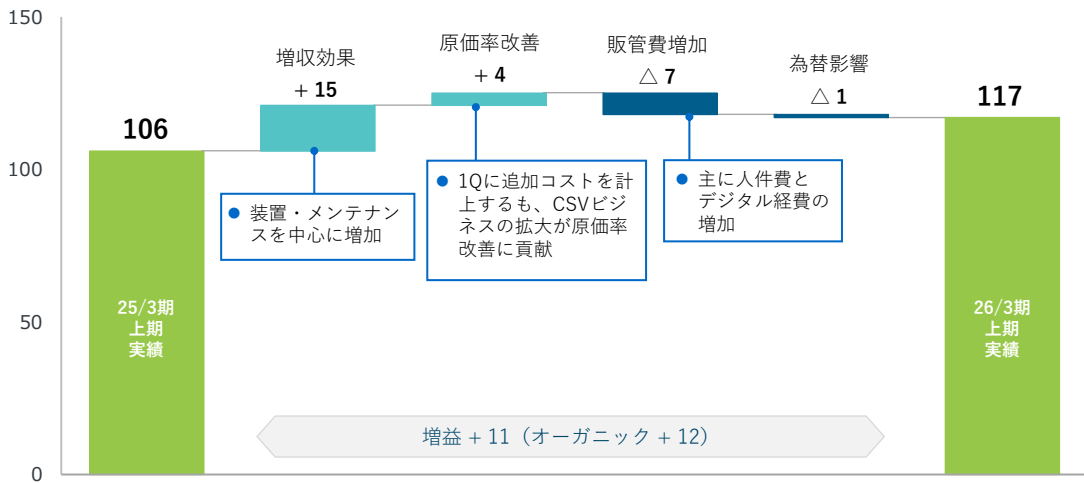 150
100
50
0
106
増収効果
+ 15
原価率改善
+ 4
販管費増加
△ 7
為替影響
△ 1
117
装置・メンテナン
スを中心に増加
1Qに追加コストを計
上するも、CSVビジ
ネスの拡大が原価率
改善に貢献
主に人件費と
デジタル経費の
増加
25/3期
上期
実績
26/3期
上期
実績
増益 + 11（オーガニック + 12）